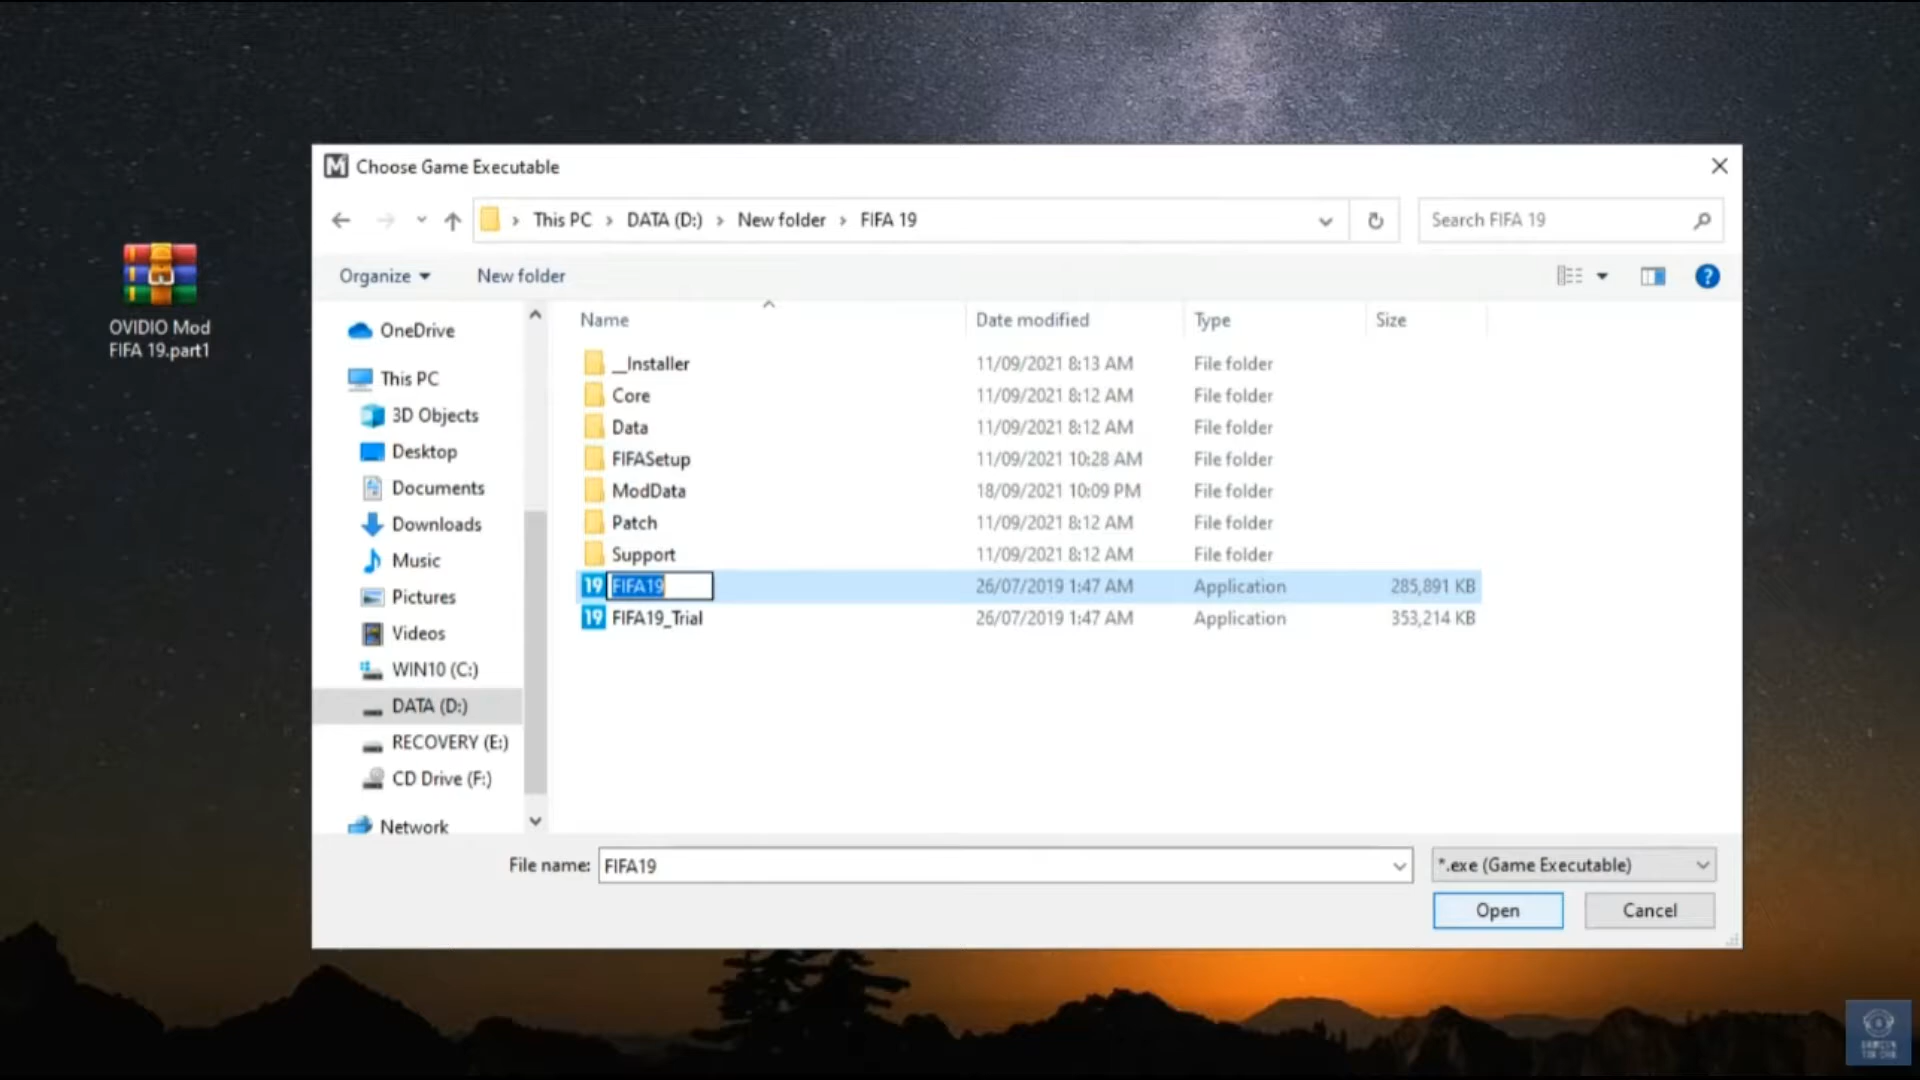 Choose Game Executable
This PC > DATA (D:) > New folder > FIFA 19
Search FIFA 19
Organize
New folder
OVIDIO Mod
FIFA 19.part1
OneDrive
This PC
3D Objects
Desktop
Documents
Downloads
Music
Pictures
Videos
WIN10 (C:)
DATA (D:)
RECOVERY (E:)
CD Drive (F:)
Network
Name Date modified Type Size
__Installer 11/09/2021 8:13 AM File folder
Core 11/09/2021 8:12 AM File folder
Data 11/09/2021 8:12 AM File folder
FIFASetup 11/09/2021 10:28 AM File folder
ModData 18/09/2021 10:09 PM File folder
Patch 11/09/2021 8:12 AM File folder
Support 11/09/2021 8:12 AM File folder
19 FIFA19 26/07/2019 1:47 AM Application 285,891 KB
19 FIFA19_Trial 26/07/2019 1:47 AM Application 353,214 KB
File name: FIFA19
*.exe (Game Executable)
Open Cancel